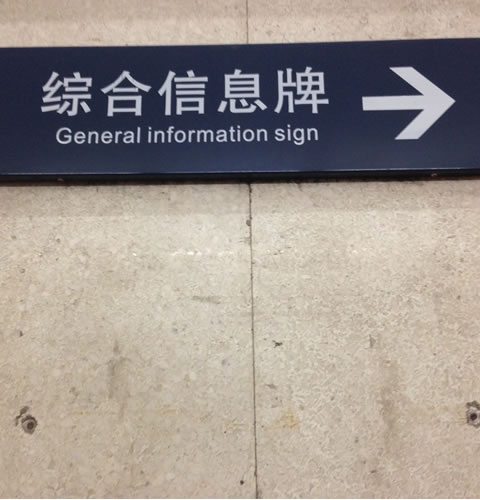 综合信息牌
General information sign